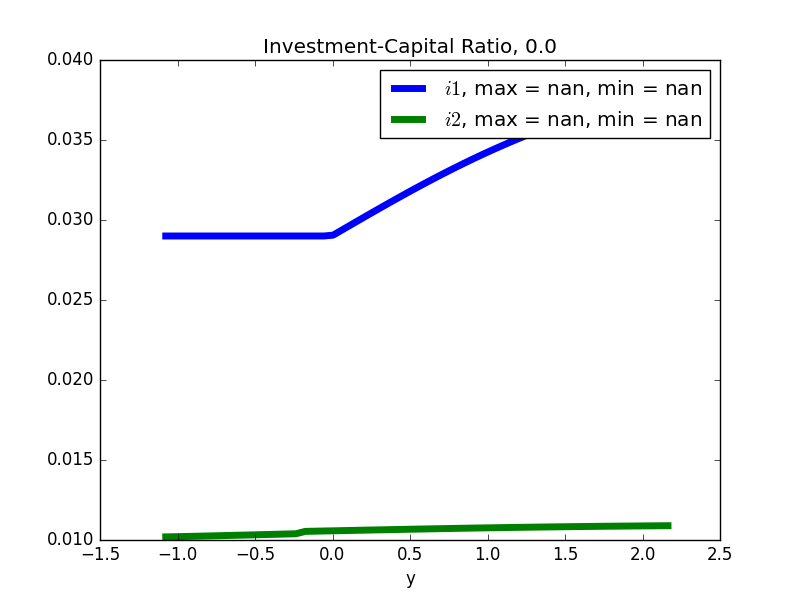 Investment-Capital Ratio, 0.0
0.040
0.035
0.030
0.025
0.020
0.015
0.010
i1, max = nan, min = nan
i2, max = nan, min = nan
−1.5 −1.0 −0.5 0.0 0.5 1.0 1.5 2.0 2.5
y